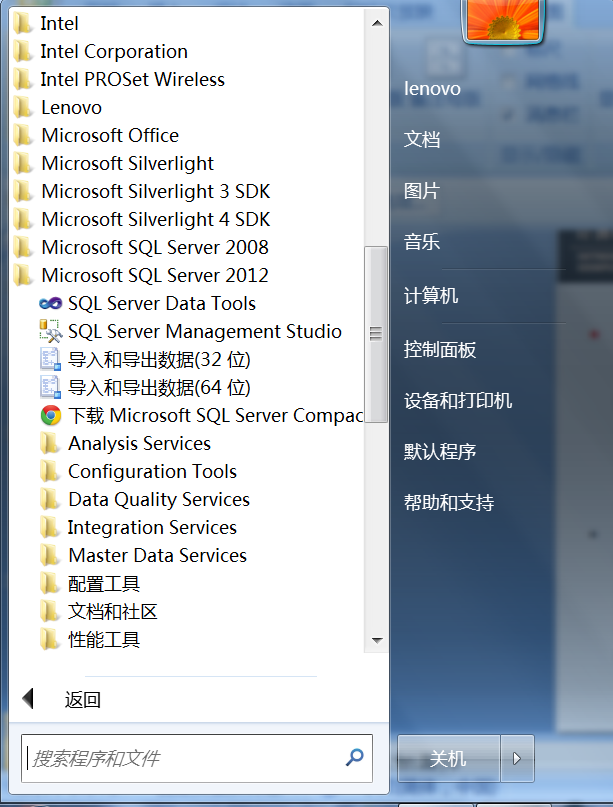 Intel
Intel Corporation
Intel PROSet Wireless
Lenovo
Microsoft Office
Microsoft Silverlight
Microsoft Silverlight 3 SDK
Microsoft Silverlight 4 SDK
Microsoft SQL Server 2008
Microsoft SQL Server 2012
SQL Server Data Tools
SQL Server Management Studio
导入和导出数据(32 位)
导入和导出数据(64 位)
下载 Microsoft SQL Server Compac
Analysis Services
Configuration Tools
Data Quality Services
Integration Services
Master Data Services
配置工具
文档和社区
性能工具
返回
搜索程序和文件
lenovo
文档
图片
音乐
计算机
控制面板
设备和打印机
默认程序
帮助和支持
关机